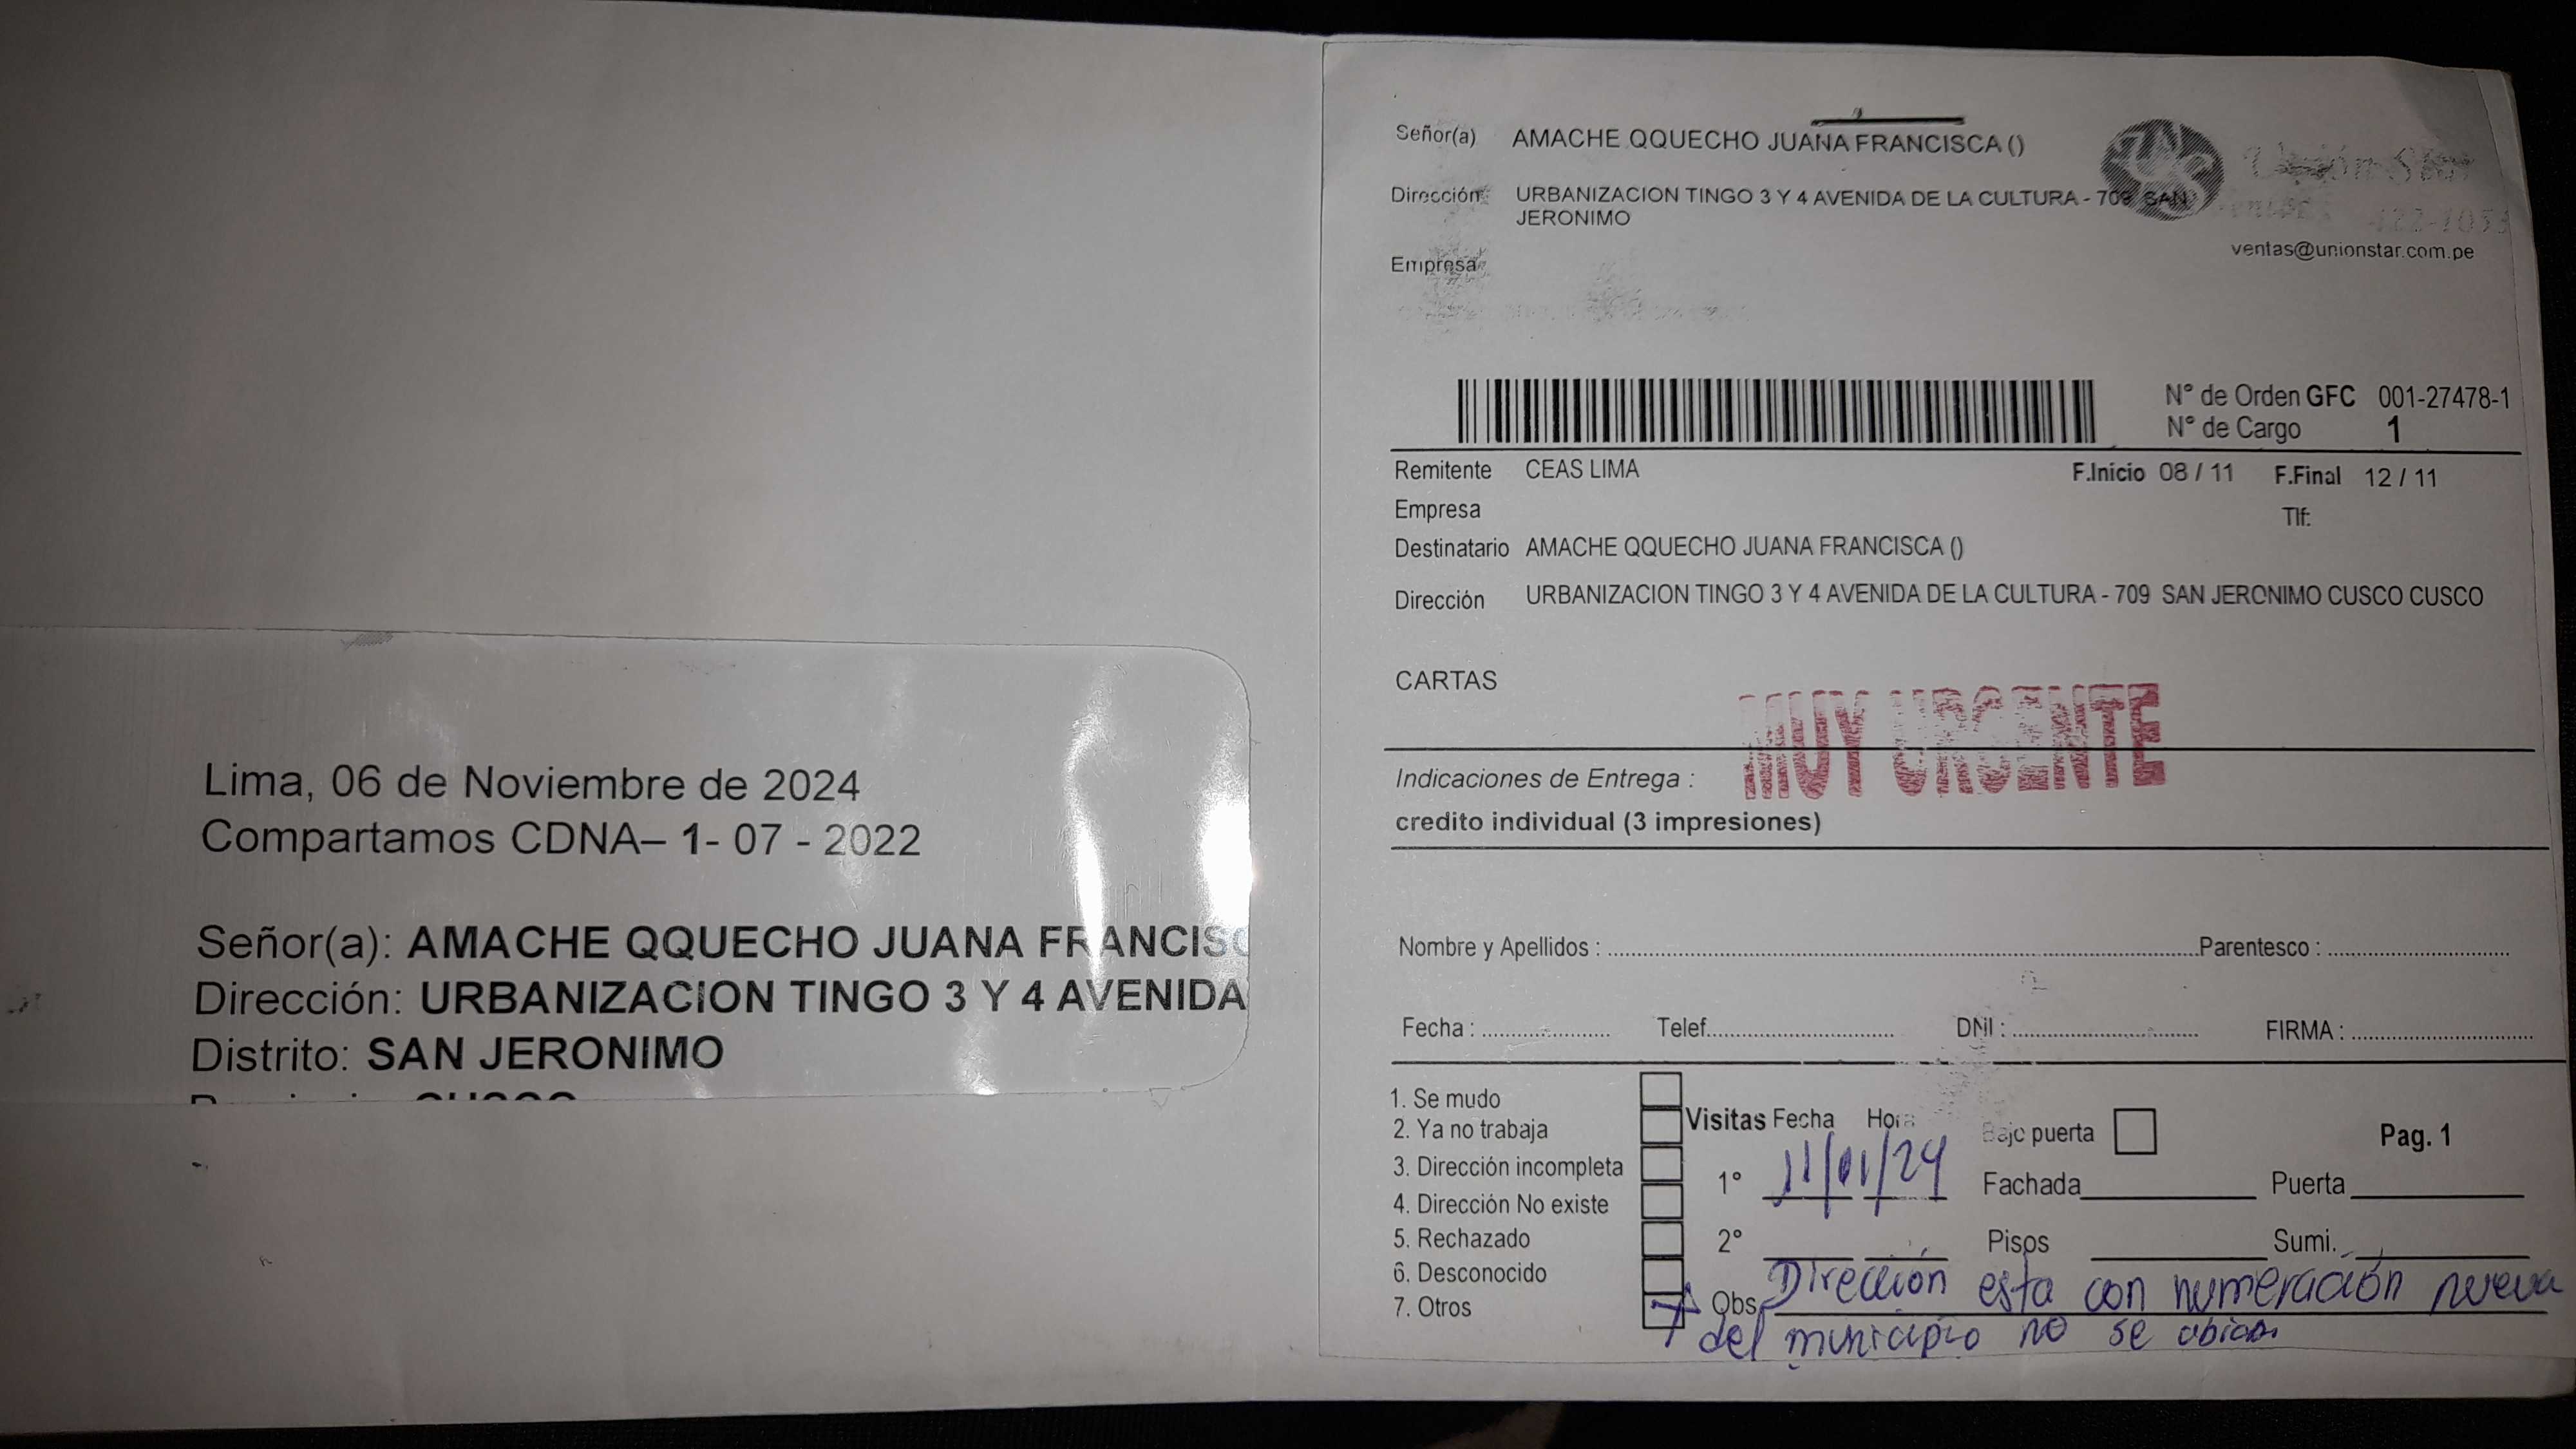 Lima, 06 de Noviembre de 2024
Compartamos CDNA– 1- 07 - 2022
Señor(a): AMACHE QQUECHO JUANA FRANCISC
Dirección: URBANIZACION TINGO 3 Y 4 AVENIDA
Distrito: SAN JERONIMO
CUSCO
Señor(a) AMACHE QQUECHO JUANA FRANCISCA ()
Dirección: URBANIZACION TINGO 3 Y 4 AVENIDA DE LA CULTURA - 709 SAN
JERONIMO
Empresa
Unión Star
ventas@unionstar.com.pe
N° de Orden GFC 001-27478-1
N° de Cargo 1
Remitente CEAS LIMA F.Inicio 08 / 11 F.Final 12 / 11
Empresa Tlf:
Destinatario AMACHE QQUECHO JUANA FRANCISCA ()
Dirección URBANIZACION TINGO 3 Y 4 AVENIDA DE LA CULTURA - 709 SAN JERONIMO CUSCO CUSCO
CARTAS
MUY URGENTE
Indicaciones de Entrega :
credito individual (3 impresiones)
Nombre y Apellidos : Parentesco :
Fecha : Telef. DNI : FIRMA :
1. Se mudo
2. Ya no trabaja
3. Dirección incompleta
4. Dirección No existe
5. Rechazado
6. Desconocido
7. Otros
Visitas Fecha Hora Bajo puerta Pag. 1
1° 11/01/24 Fachada Puerta
2° Pisos Sumi.
Obs Dirección esta con numeración nueva
del municipio no se ubica